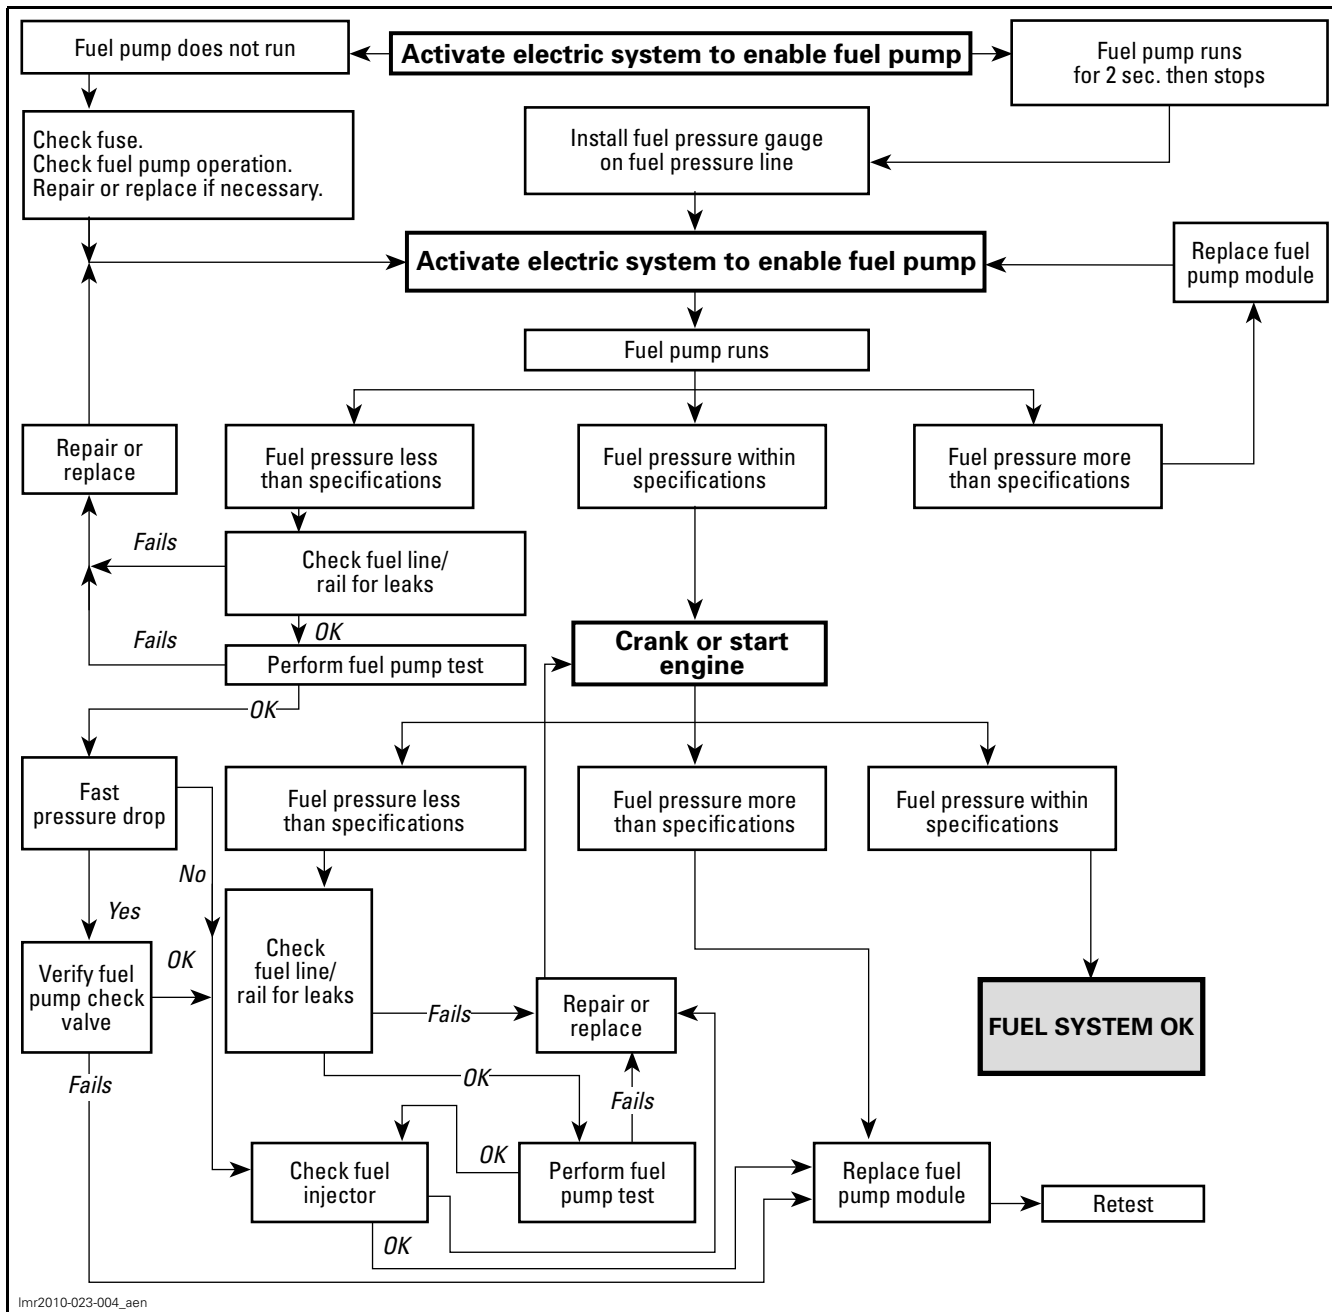 Fuel pump does not run
Activate electric system to enable fuel pump
Fuel pump runs
for 2 sec. then stops
Check fuse.
Check fuel pump operation.
Repair or replace if necessary.
Install fuel pressure gauge
on fuel pressure line
Activate electric system to enable fuel pump
Replace fuel
pump module
Fuel pump runs
Repair or
replace
Fuel pressure less
than specifications
Fuel pressure within
specifications
Fuel pressure more
than specifications
Fails
Check fuel line/
rail for leaks
OK
Fails
Perform fuel pump test
Crank or start
engine
OK
Fast
pressure drop
Fuel pressure less
than specifications
Fuel pressure more
than specifications
Fuel pressure within
specifications
No
Yes
Verify fuel
pump check
valve
OK
Check
fuel line/
rail for leaks
Fails
Repair or
replace
FUEL SYSTEM OK
Fails
OK
Fails
Check fuel
injector
OK
Perform fuel
pump test
Replace fuel
pump module
Retest
OK
lmr2010-023-004_aen